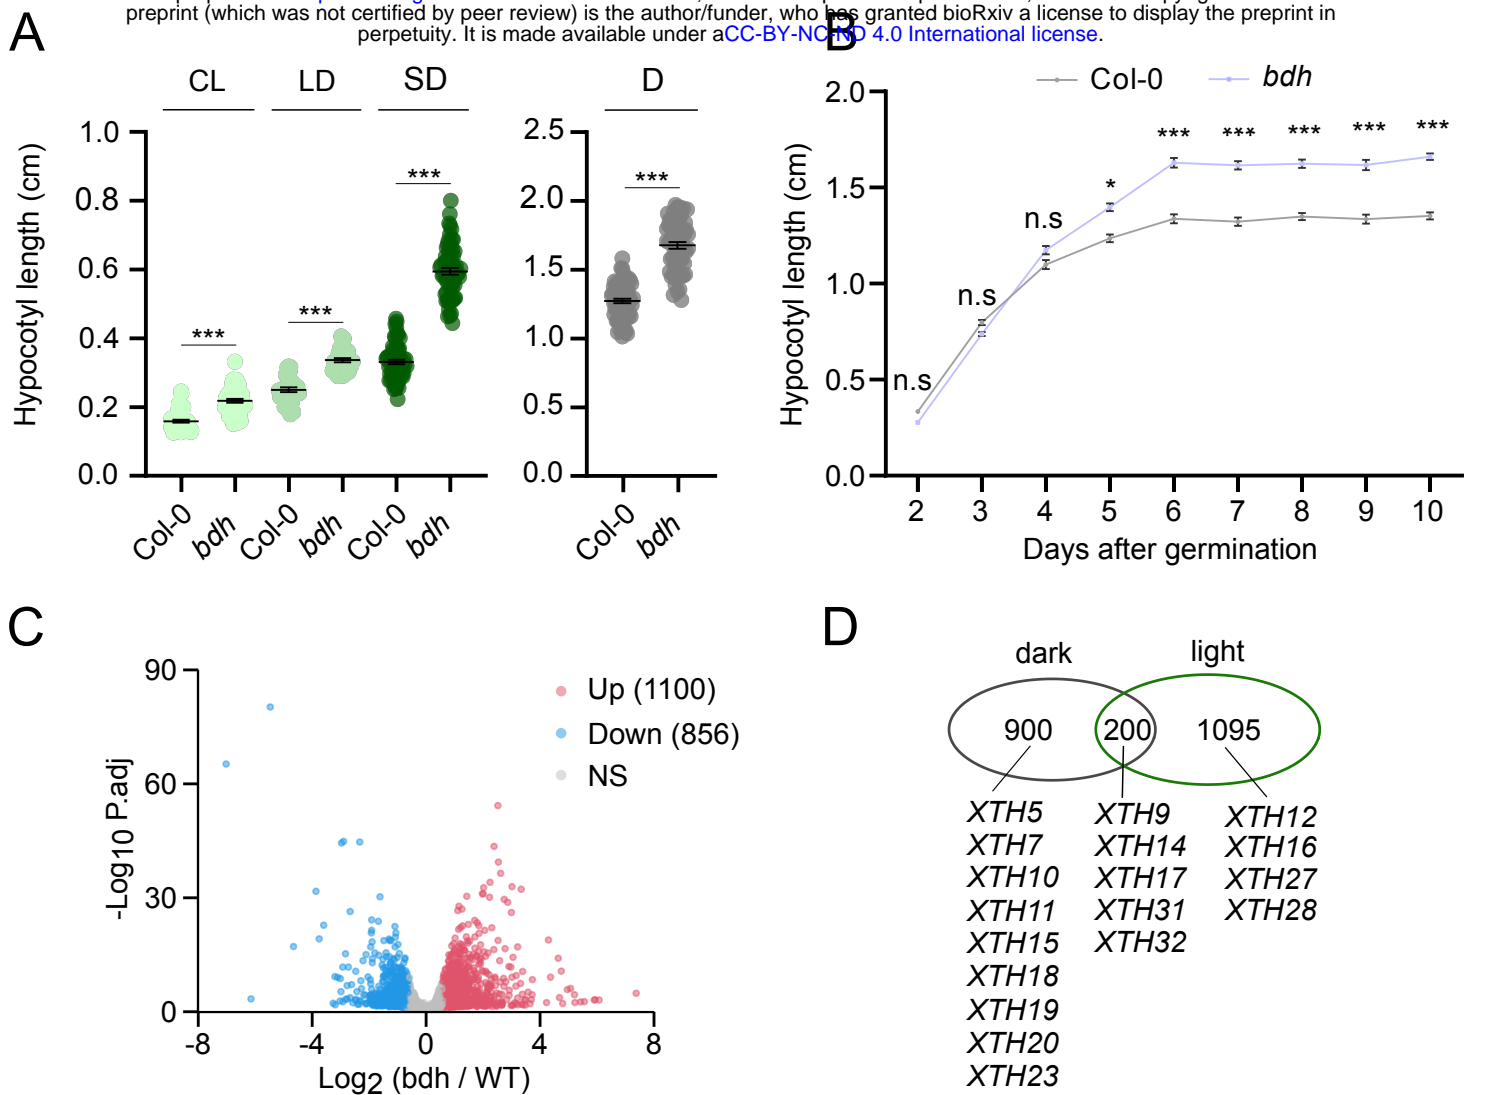 preprint (which was not certified by peer review) is the author/funder, who has granted bioRxiv a license to display the preprint in
perpetuity. It is made available under aCC-BY-NC-ND 4.0 International license.
A
CL LD SD D
Hypocotyl length (cm)
1.0
0.8
0.6
0.4
0.2
0.0
*** *** ***
Col-0 bdh Col-0 bdh Col-0 bdh
2.5
2.0
1.5
1.0
0.5
0.0
***
Col-0 bdh
B
Col-0 bdh
Hypocotyl length (cm)
2.0
1.5
1.0
0.5
0.0
n.s n.s n.s * *** *** *** *** ***
2 3 4 5 6 7 8 9 10
Days after germination
C
-Log10 P.adj
90
60
30
0
Up (1100)
Down (856)
NS
-8 -4 0 4 8
Log2 (bdh / WT)
D
dark light
900 200 1095
XTH5 XTH9 XTH12
XTH7 XTH14 XTH16
XTH10 XTH17 XTH27
XTH11 XTH31 XTH28
XTH15 XTH32
XTH18
XTH19
XTH20
XTH23